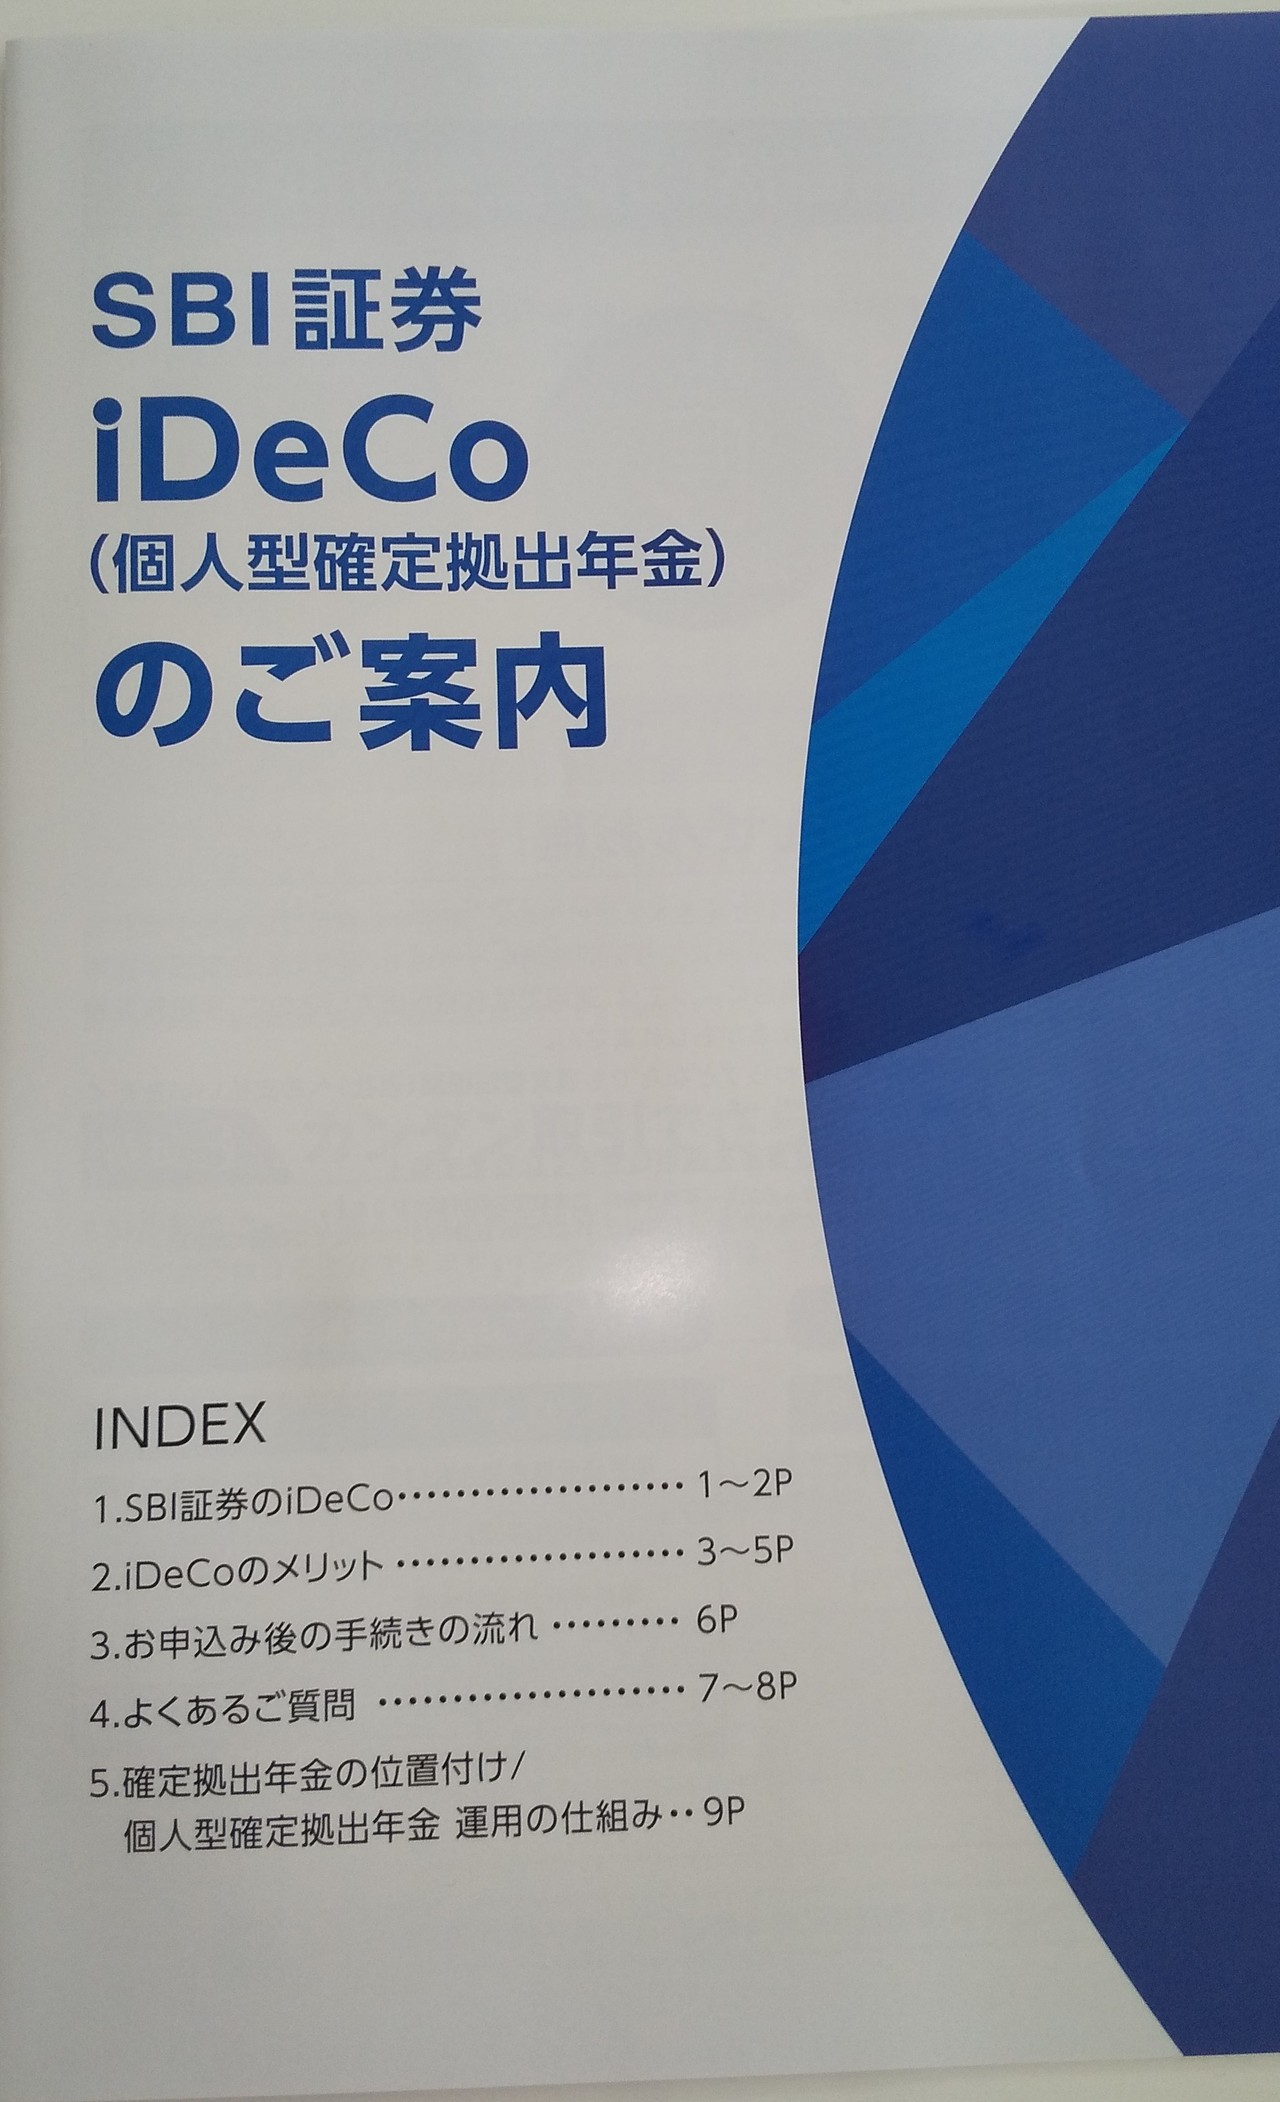 SBI証券
iDeCo
(個人型確定拠出年金)
のご案内
INDEX
1.SBI証券のiDeCo････････････････････ 1～2P
2.iDeCoのメリット ････････････････････ 3～5P
3.お申込み後の手続きの流れ ･････････ 6P
4.よくあるご質問 ･････････････････････ 7～8P
5.確定拠出年金の位置付け/
個人型確定拠出年金 運用の仕組み･･9P